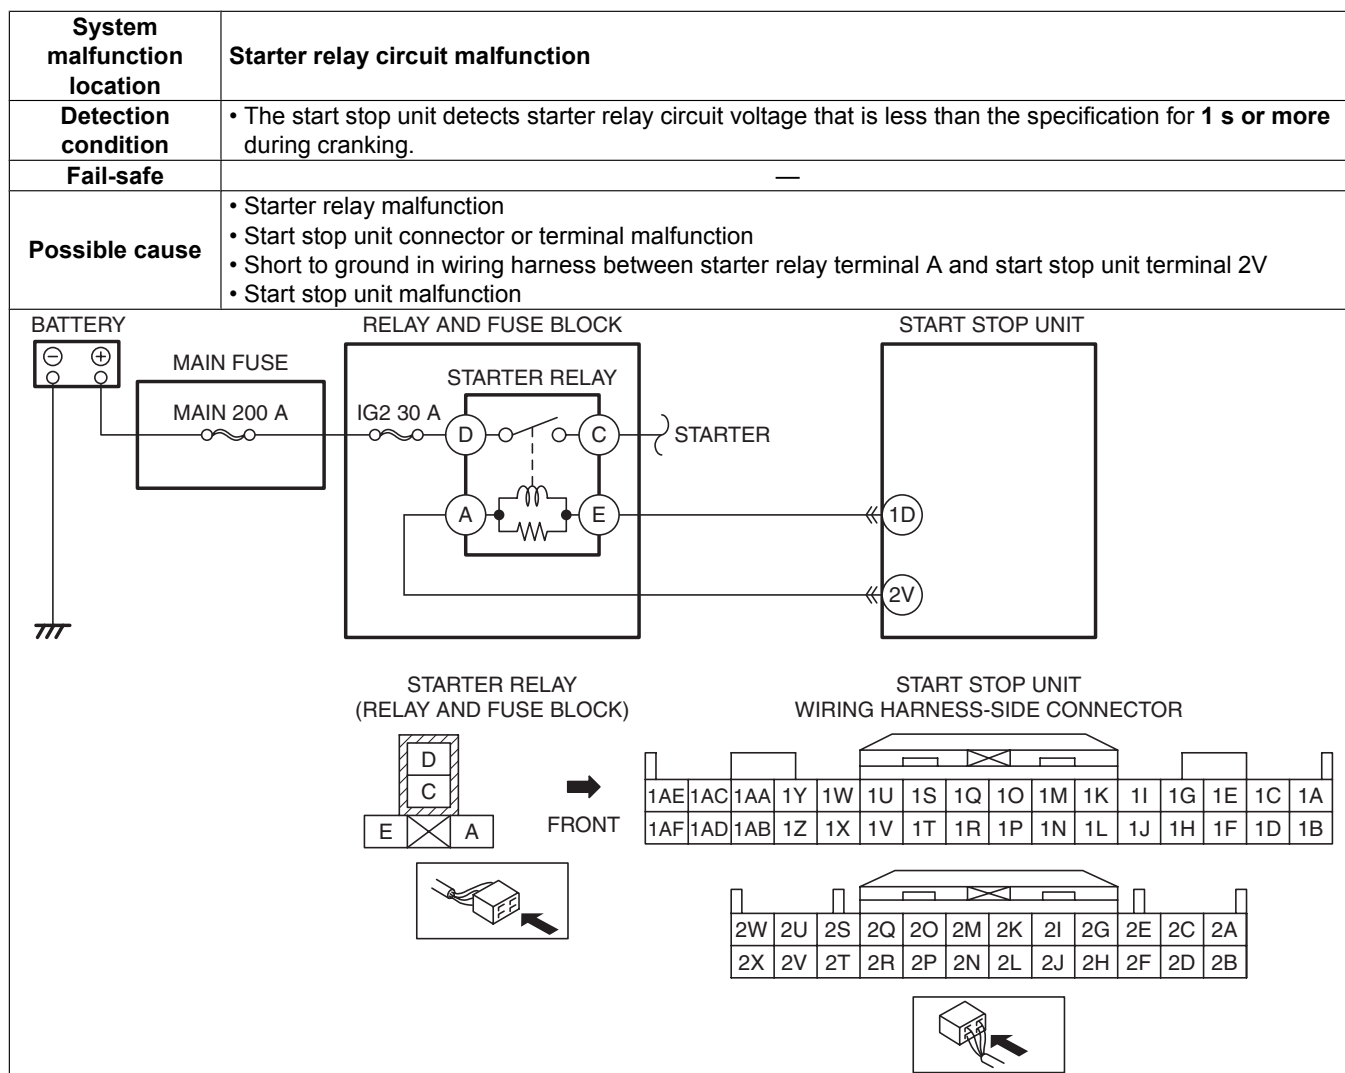 System
malfunction
location
Starter relay circuit malfunction
Detection
condition
• The start stop unit detects starter relay circuit voltage that is less than the specification for 1 s or more
during cranking.
Fail-safe
—
Possible cause
• Starter relay malfunction
• Start stop unit connector or terminal malfunction
• Short to ground in wiring harness between starter relay terminal A and start stop unit terminal 2V
• Start stop unit malfunction
BATTERY
RELAY AND FUSE BLOCK
START STOP UNIT
MAIN FUSE
STARTER RELAY
MAIN 200 A
IG2 30 A
D
C
STARTER
A
E
1D
2V
STARTER RELAY
(RELAY AND FUSE BLOCK)
START STOP UNIT
WIRING HARNESS-SIDE CONNECTOR
D
C
E A
FRONT
1AE 1AC 1AA 1Y 1W 1U 1S 1Q 1O 1M 1K 1I 1G 1E 1C 1A
1AF 1AD 1AB 1Z 1X 1V 1T 1R 1P 1N 1L 1J 1H 1F 1D 1B
2W 2U 2S 2Q 2O 2M 2K 2I 2G 2E 2C 2A
2X 2V 2T 2R 2P 2N 2L 2J 2H 2F 2D 2B